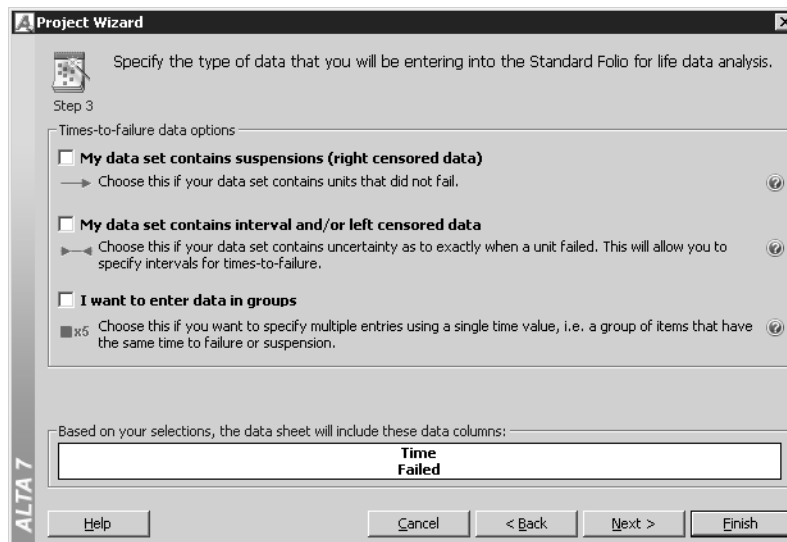 Project Wizard
Specify the type of data that you will be entering into the Standard Folio for life data analysis.
Step 3
Times-to-failure data options
My data set contains suspensions (right censored data)
Choose this if your data set contains units that did not fail.
My data set contains interval and/or left censored data
Choose this if your data set contains uncertainty as to exactly when a unit failed. This will allow you to
specify intervals for times-to-failure.
I want to enter data in groups
x5 Choose this if you want to specify multiple entries using a single time value, i.e. a group of items that have
the same time to failure or suspension.
Based on your selections, the data sheet will include these data columns:
Time
Failed
ALTA 7
Help Cancel < Back Next > Finish